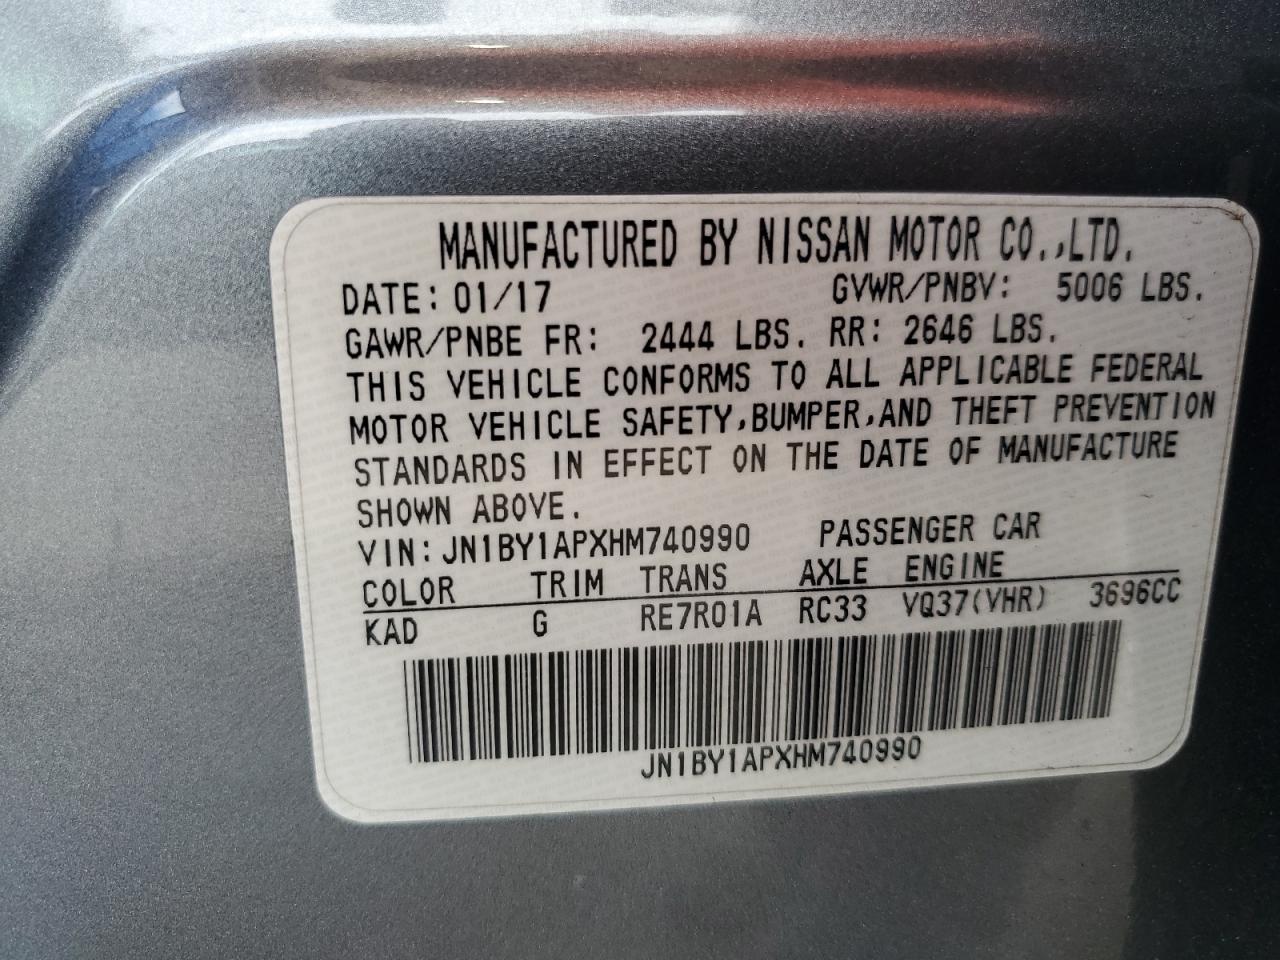 MANUFACTURED BY NISSAN MOTOR CO.,LTD.
DATE: 01/17 GVWR/PNBV: 5006 LBS.
GAWR/PNBE FR: 2444 LBS. RR: 2646 LBS.
THIS VEHICLE CONFORMS TO ALL APPLICABLE FEDERAL
MOTOR VEHICLE SAFETY,BUMPER,AND THEFT PREVENTION
STANDARDS IN EFFECT ON THE DATE OF MANUFACTURE
SHOWN ABOVE.
VIN: JN1BY1APXHM740990 PASSENGER CAR
COLOR TRIM TRANS AXLE ENGINE
KAD G RE7R01A RC33 VQ37(VHR) 3696CC
JN1BY1APXHM740990